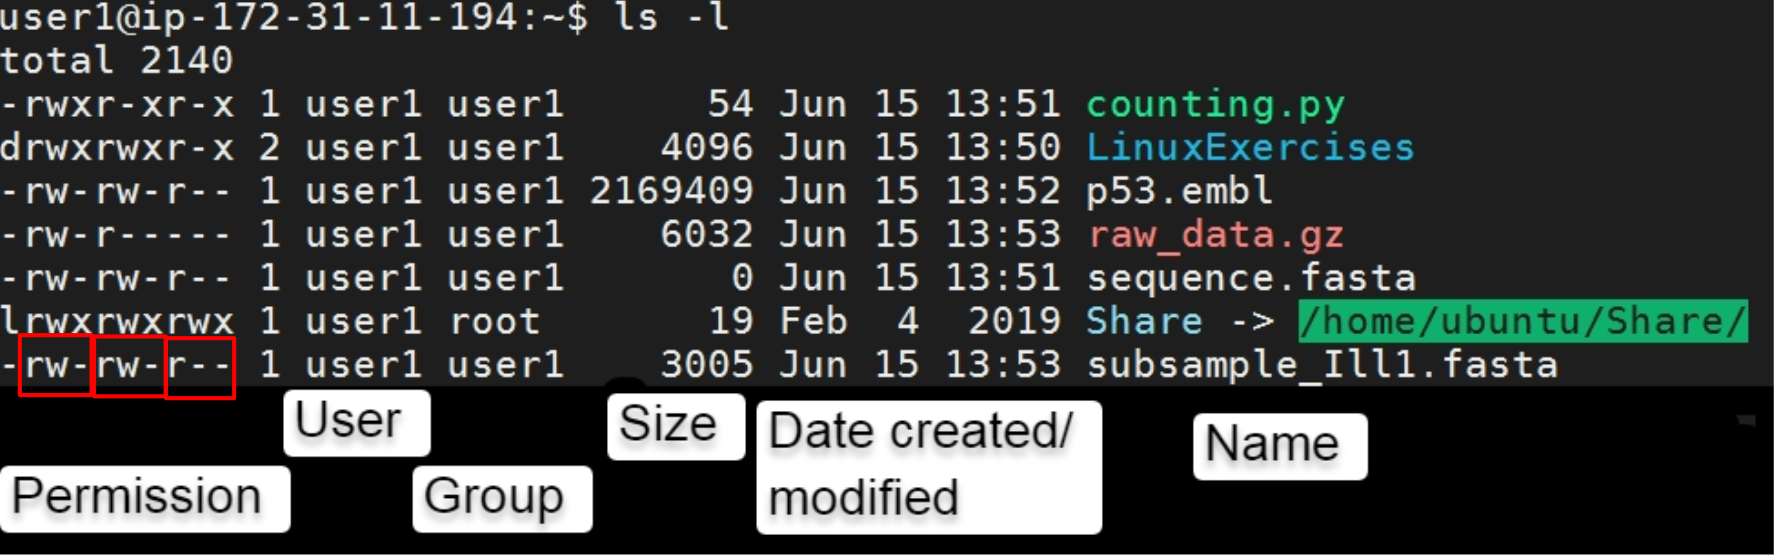 user1@ip-172-31-11-194:~$ ls -l
total 2140
-rwxr-xr-x 1 user1 user1      54 Jun 15 13:51 counting.py
drwxrwxr-x 2 user1 user1    4096 Jun 15 13:50 LinuxExercises
-rw-rw-r-- 1 user1 user1 2169409 Jun 15 13:52 p53.embl
-rw-r----- 1 user1 user1    6032 Jun 15 13:53 raw_data.gz
-rw-rw-r-- 1 user1 user1       0 Jun 15 13:51 sequence.fasta
lrwxrwxrwx 1 user1 root       19 Feb  4  2019 Share -> /home/ubuntu/Share/
-rw-rw-r-- 1 user1 user1    3005 Jun 15 13:53 subsample_Ill1.fasta
Permission
User
Group
Size
Date created/
modified
Name